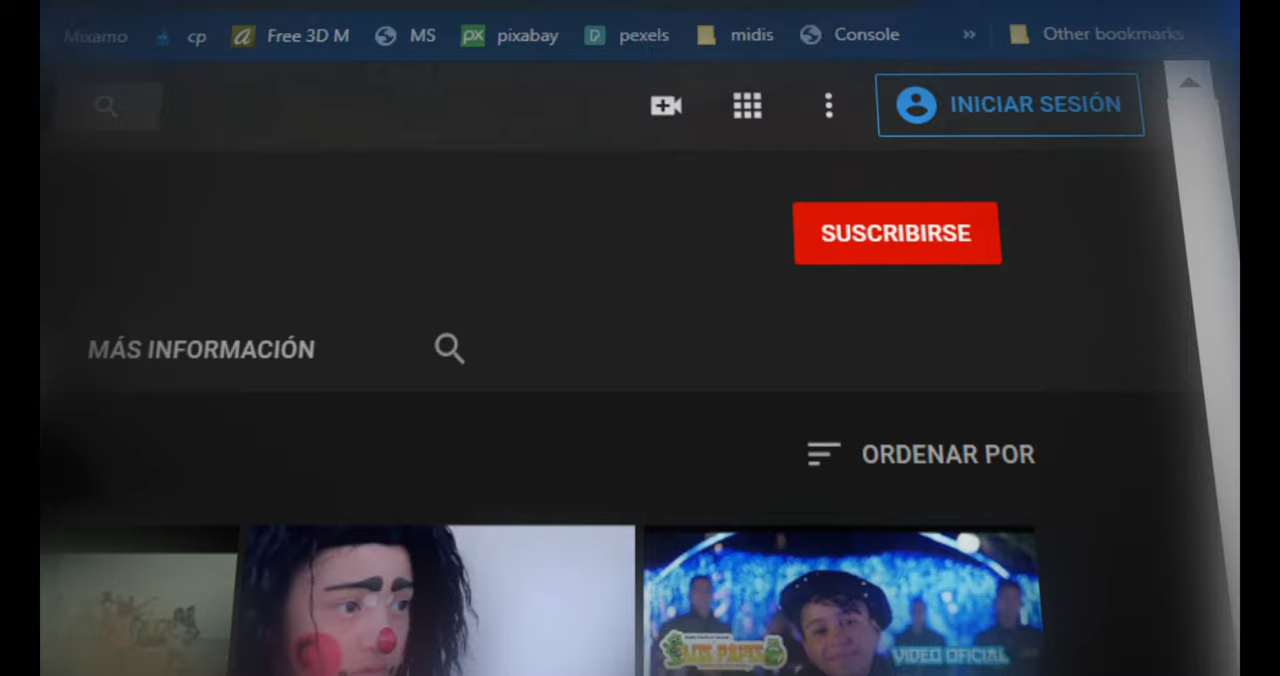 Mixamo cp Free 3D M MS pixabay pexels midis Console » Other bookmarks
INICIAR SESIÓN
SUSCRIBIRSE
MÁS INFORMACIÓN
ORDENAR POR
VIDEO OFICIAL